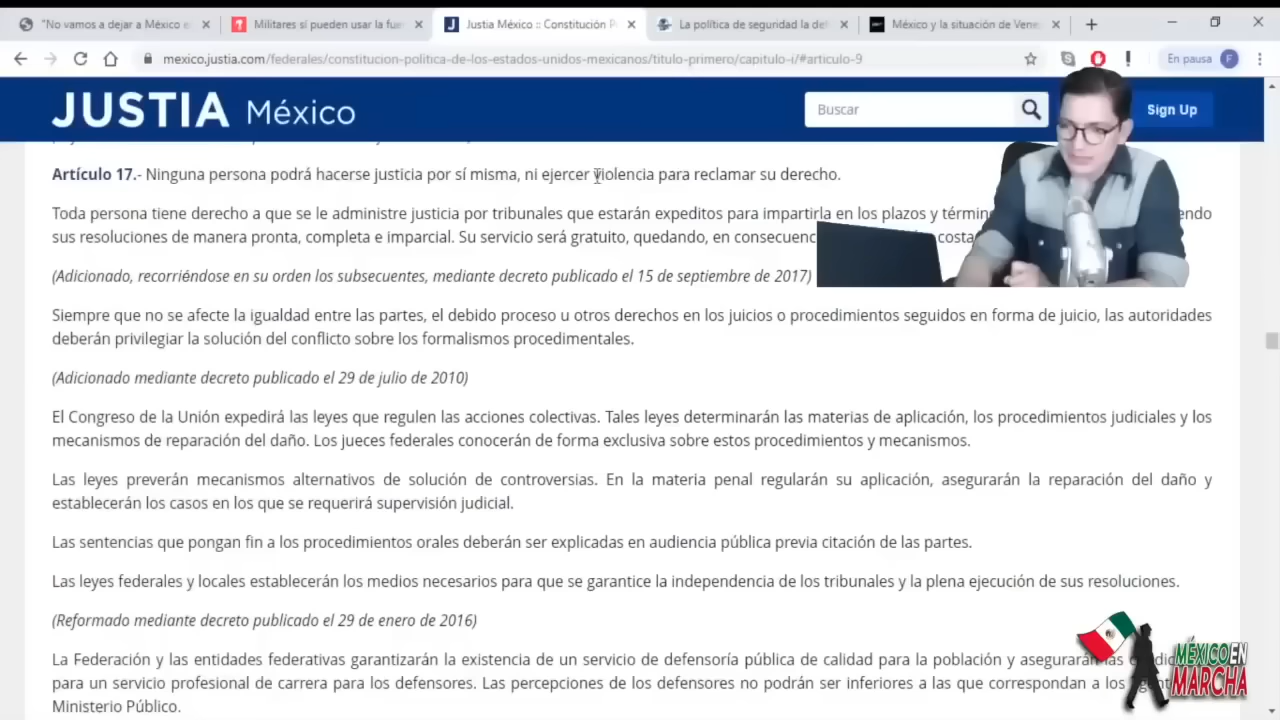 "No vamos a dejar a México e
Militares sí pueden usar la fue
Justia México :: Constitución P
La política de seguridad la de
México y la situación de Vene
mexico.justia.com/federales/constitucion-politica-de-los-estados-unidos-mexicanos/titulo-primero/capitulo-i/#articulo-9
En pausa
F
JUSTIA México
Buscar
Sign Up
Artículo 17.- Ninguna persona podrá hacerse justicia por sí misma, ni ejercer violencia para reclamar su derecho.
Toda persona tiene derecho a que se le administre justicia por tribunales que estarán expeditos para impartirla en los plazos y términ endo
sus resoluciones de manera pronta, completa e imparcial. Su servicio será gratuito, quedando, en consecuenc costa
(Adicionado, recorriéndose en su orden los subsecuentes, mediante decreto publicado el 15 de septiembre de 2017)
Siempre que no se afecte la igualdad entre las partes, el debido proceso u otros derechos en los juicios o procedimientos seguidos en forma de juicio, las autoridades
deberán privilegiar la solución del conflicto sobre los formalismos procedimentales.
(Adicionado mediante decreto publicado el 29 de julio de 2010)
El Congreso de la Unión expedirá las leyes que regulen las acciones colectivas. Tales leyes determinarán las materias de aplicación, los procedimientos judiciales y los
mecanismos de reparación del daño. Los jueces federales conocerán de forma exclusiva sobre estos procedimientos y mecanismos.
Las leyes preverán mecanismos alternativos de solución de controversias. En la materia penal regularán su aplicación, asegurarán la reparación del daño y
establecerán los casos en los que se requerirá supervisión judicial.
Las sentencias que pongan fin a los procedimientos orales deberán ser explicadas en audiencia pública previa citación de las partes.
Las leyes federales y locales establecerán los medios necesarios para que se garantice la independencia de los tribunales y la plena ejecución de sus resoluciones.
(Reformado mediante decreto publicado el 29 de enero de 2016)
La Federación y las entidades federativas garantizarán la existencia de un servicio de defensoría pública de calidad para la población y asegurarán las
para un servicio profesional de carrera para los defensores. Las percepciones de los defensores no podrán ser inferiores a las que correspondan a los
Ministerio Público.
MÉXICO EN
MARCHA